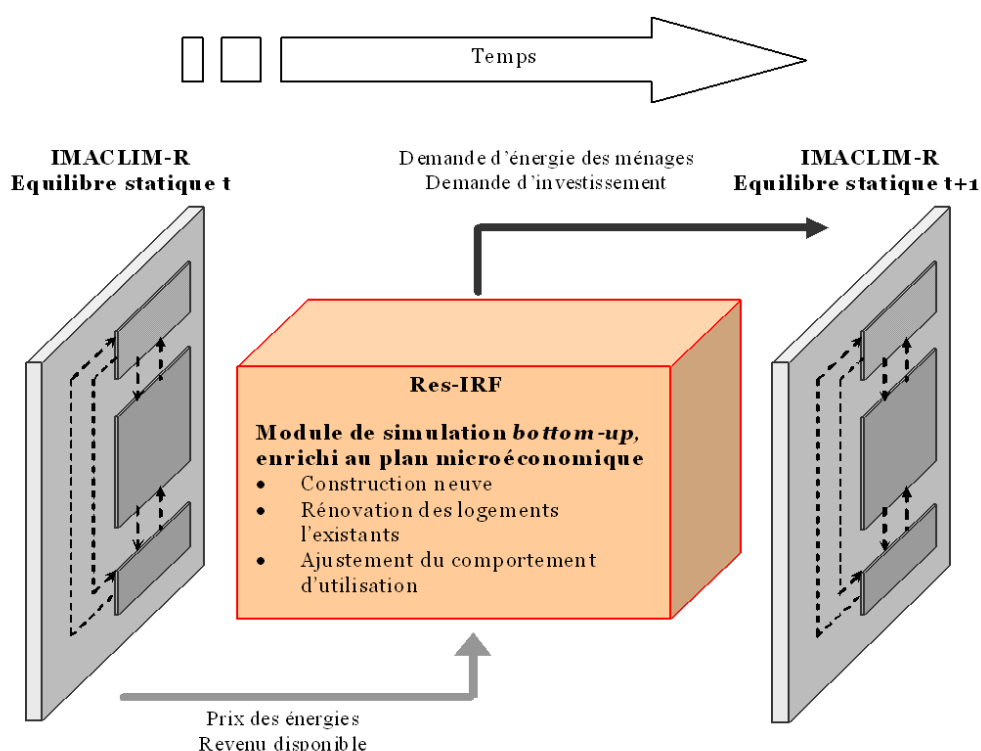 Temps
IMACLIM-R
Equilibre statique t
Demande d'énergie des ménages
Demande d'investissement
IMACLIM-R
Equilibre statique t+1
Res-IRF
Module de simulation bottom-up,
enrichi au plan microéconomique
• Construction neuve
• Rénovation des logements
l'existants
• Ajustement du comportement
d'utilisation
Prix des énergies
Revenu disponible